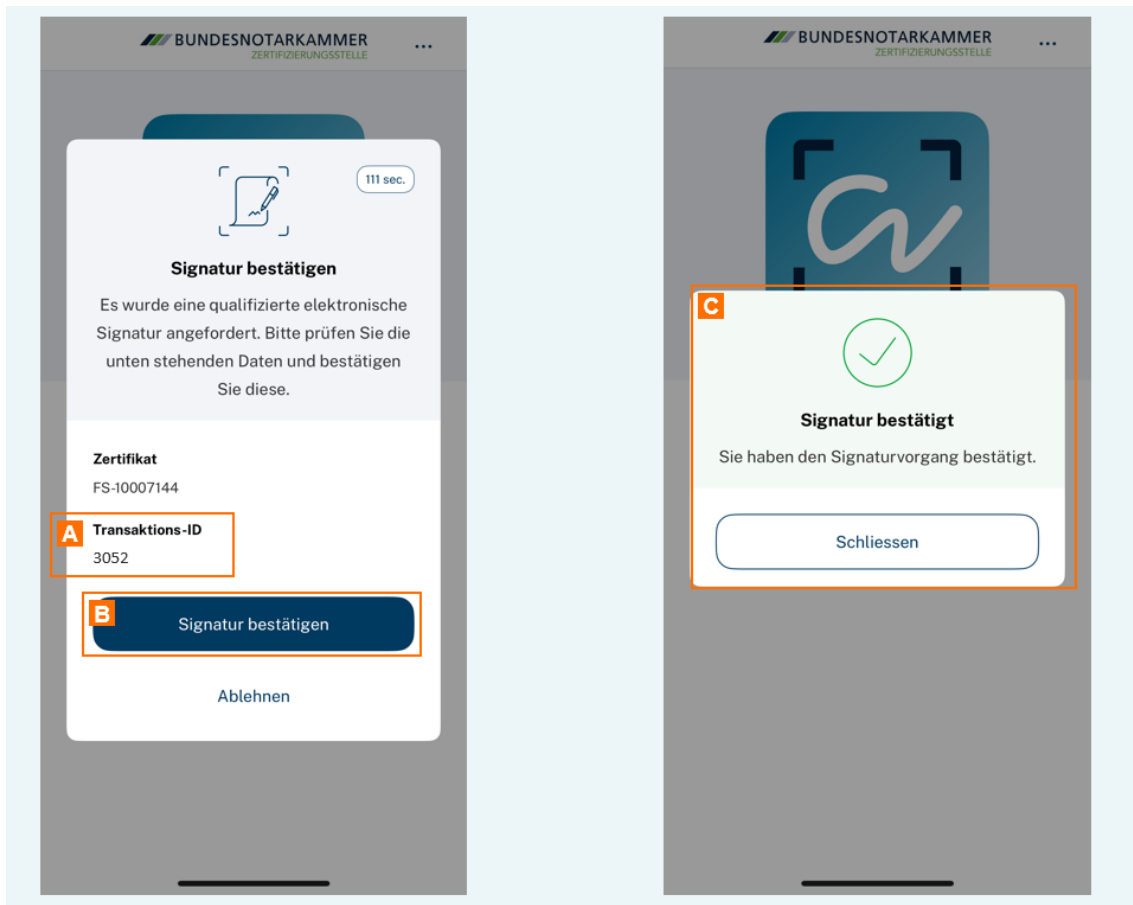 BUNDESNOTARKAMMER
ZERTIFIZIERUNGSSTELLE
111 sec.
Signatur bestätigen
Es wurde eine qualifizierte elektronische
Signatur angefordert. Bitte prüfen Sie die
unten stehenden Daten und bestätigen
Sie diese.
Zertifikat
FS-10007144
A
Transaktions-ID
3052
B
Signatur bestätigen
Ablehnen
BUNDESNOTARKAMMER
ZERTIFIZIERUNGSSTELLE
C
Signatur bestätigt
Sie haben den Signaturvorgang bestätigt.
Schliessen